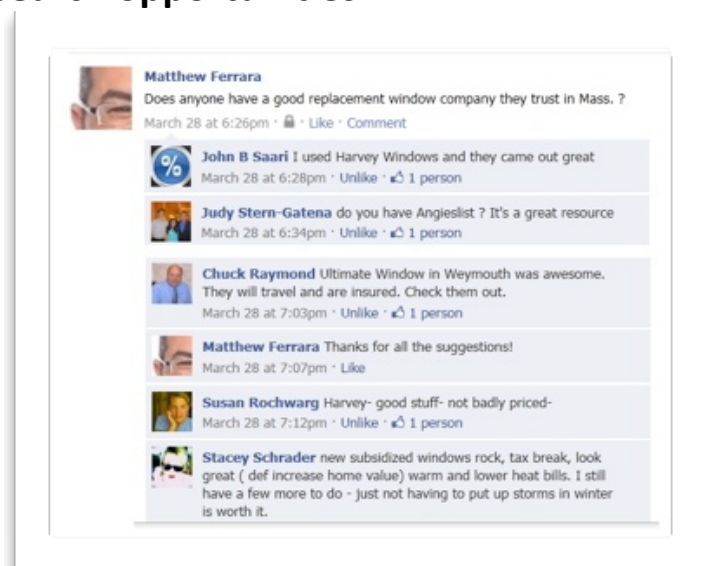 Matthew Ferrara
Does anyone have a good replacement window company they trust in Mass. ?
March 28 at 6:26pm · Like · Comment
%
John B Saari I used Harvey Windows and they came out great
March 28 at 6:28pm · Unlike · 1 person
Judy Stern-Gatena do you have Angieslist ? It's a great resource
March 28 at 6:34pm · Unlike · 1 person
Chuck Raymond Ultimate Window in Weymouth was awesome.
They will travel and are insured. Check them out.
March 28 at 7:03pm · Unlike · 1 person
Matthew Ferrara Thanks for all the suggestions!
March 28 at 7:07pm · Like
Susan Rochwarg Harvey- good stuff- not badly priced-
March 28 at 7:12pm · Unlike · 1 person
Stacey Schrader new subsidized windows rock, tax break, look
great ( def increase home value) warm and lower heat bills. I still
have a few more to do - just not having to put up storms in winter
is worth it.